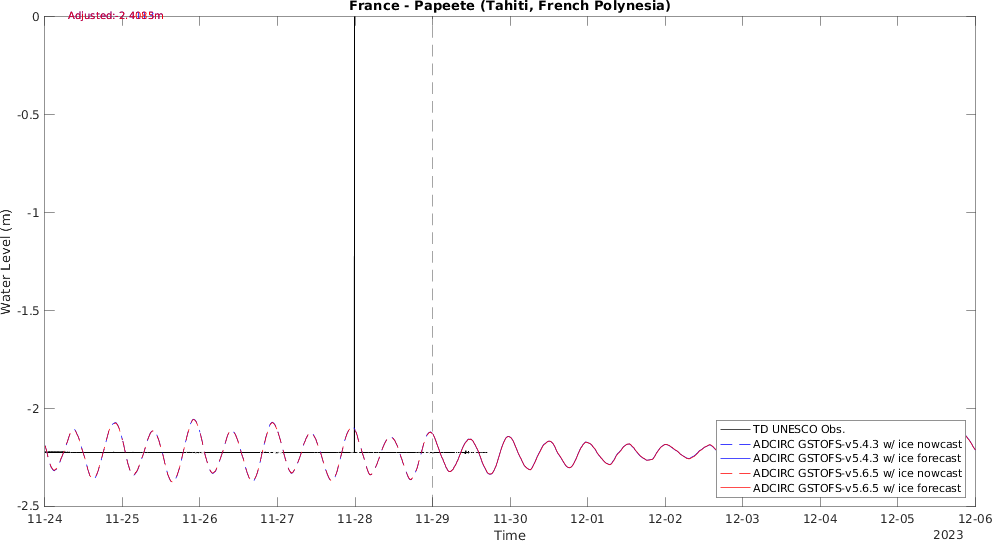 France - Papeete (Tahiti, French Polynesia)
0
-0.5
-1
-1.5
-2
-2.5
Water Level (m)
TD UNESCO Obs.
ADCIRC GSTOFS-v5.4.3 w/ ice nowcast
ADCIRC GSTOFS-v5.4.3 w/ ice forecast
ADCIRC GSTOFS-v5.6.5 w/ ice nowcast
ADCIRC GSTOFS-v5.6.5 w/ ice forecast
11-24 11-25 11-26 11-27 11-28 11-29 11-30 12-01 12-02 12-03 12-04 12-05 12-06
Time
2023
Adjusted: